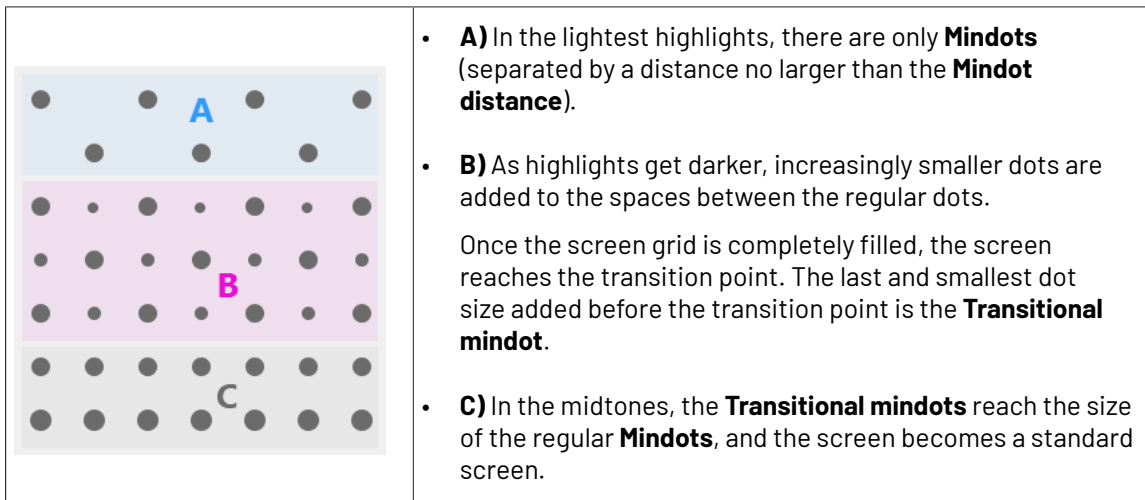 A
B
C
• A) In the lightest highlights, there are only Mindots
(separated by a distance no larger than the Mindot
distance).
• B) As highlights get darker, increasingly smaller dots are
added to the spaces between the regular dots.
Once the screen grid is completely filled, the screen
reaches the transition point. The last and smallest dot
size added before the transition point is the Transitional
mindot.
• C) In the midtones, the Transitional mindots reach the size
of the regular Mindots, and the screen becomes a standard
screen.